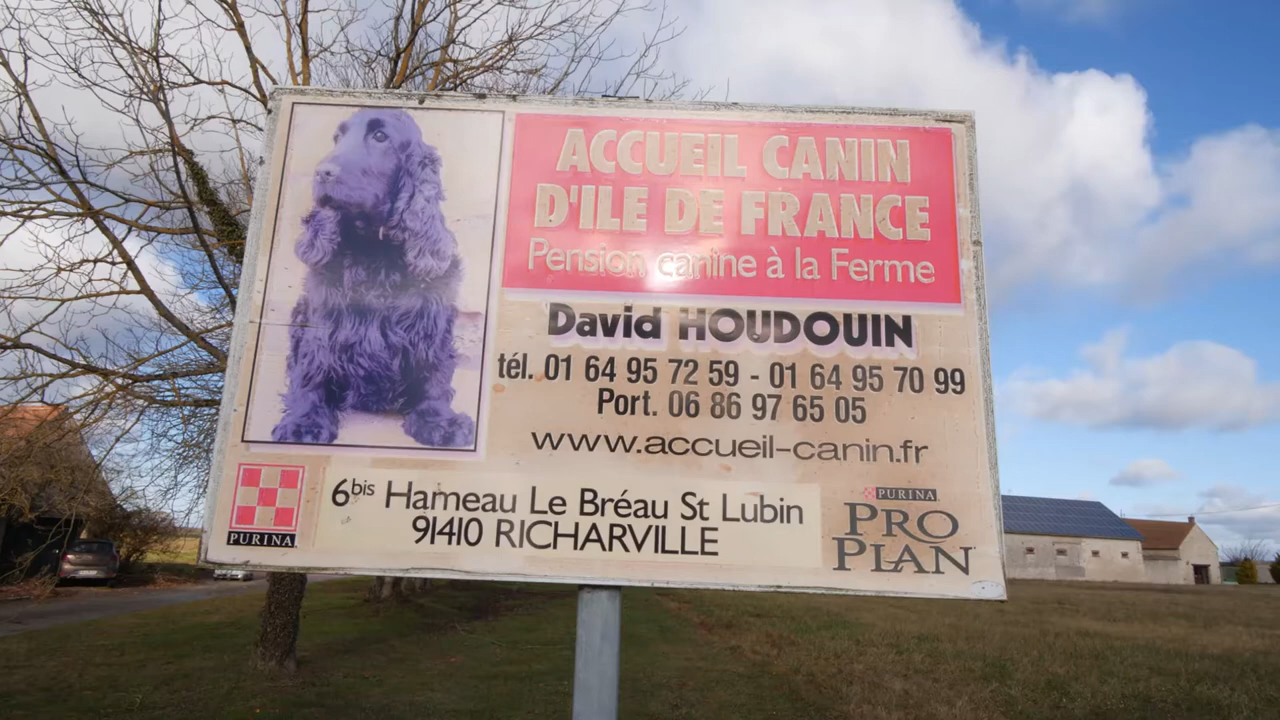 ACCUEIL CANIN
D'ILE DE FRANCE
Pension canine à la Ferme
David HOUDOUIN
tél. 01 64 95 72 59 - 01 64 95 70 99
Port. 06 86 97 65 05
www.accueil-canin.fr
PURINA
6bis Hameau Le Bréau St Lubin
91410 RICHARVILLE
PURINA
PRO
PLAN